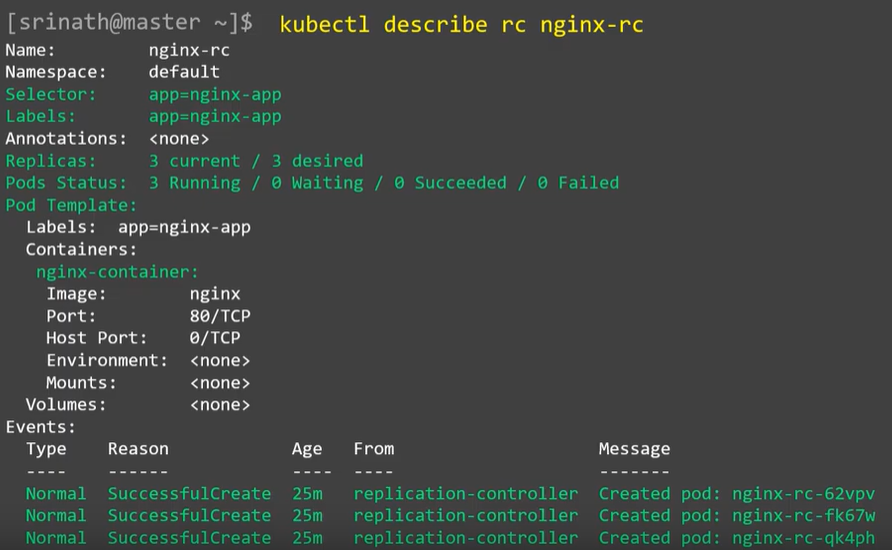 [srinath@master ~]$ kubectl describe rc nginx-rc
Name: nginx-rc
Namespace: default
Selector: app=nginx-app
Labels: app=nginx-app
Annotations: <none>
Replicas: 3 current / 3 desired
Pods Status: 3 Running / 0 Waiting / 0 Succeeded / 0 Failed
Pod Template:
Labels: app=nginx-app
Containers:
nginx-container:
Image: nginx
Port: 80/TCP
Host Port: 0/TCP
Environment: <none>
Mounts: <none>
Volumes: <none>
Events:
Type Reason Age From Message
---- ------ ---- ---- -------
Normal SuccessfulCreate 25m replication-controller Created pod: nginx-rc-62vpv
Normal SuccessfulCreate 25m replication-controller Created pod: nginx-rc-fk67w
Normal SuccessfulCreate 25m replication-controller Created pod: nginx-rc-qk4ph